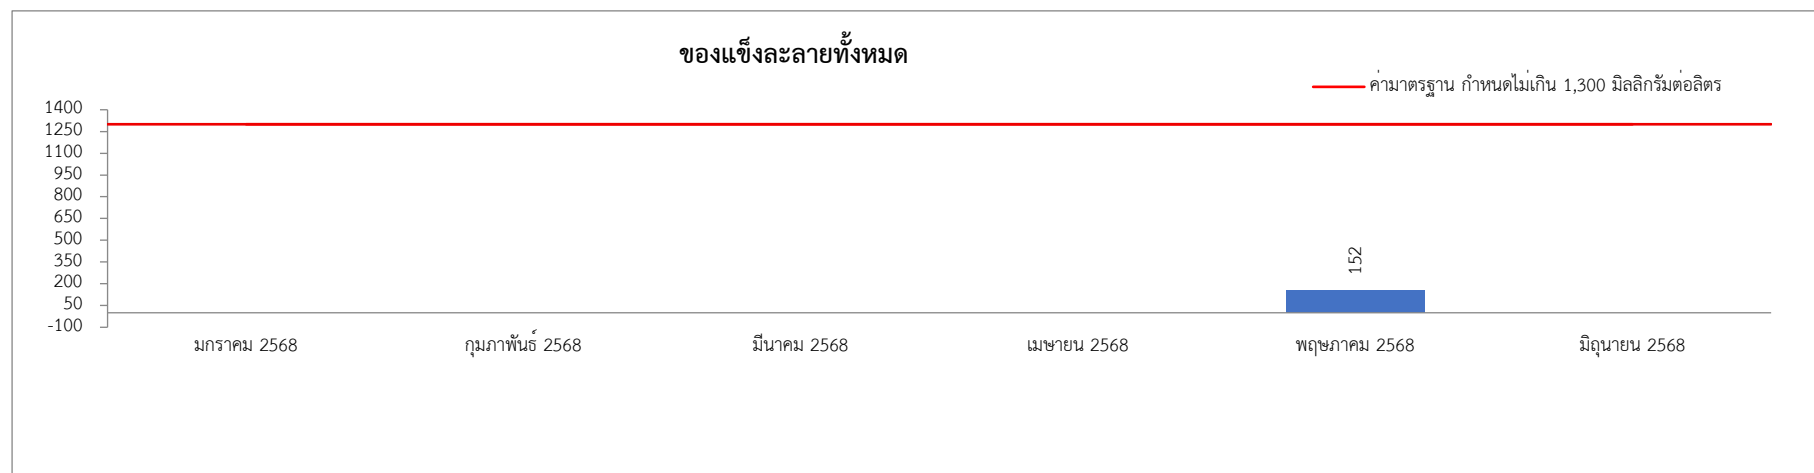 ของแข็งละลายทั้งหมด
ค่ามาตรฐาน กำหนดไม่เกิน 1,300 มิลลิกรัมต่อลิตร
1400
1250
1100
950
800
650
500
350
200
50
-100
152
มกราคม 2568
กุมภาพันธ์ 2568
มีนาคม 2568
เมษายน 2568
พฤษภาคม 2568
มิถุนายน 2568